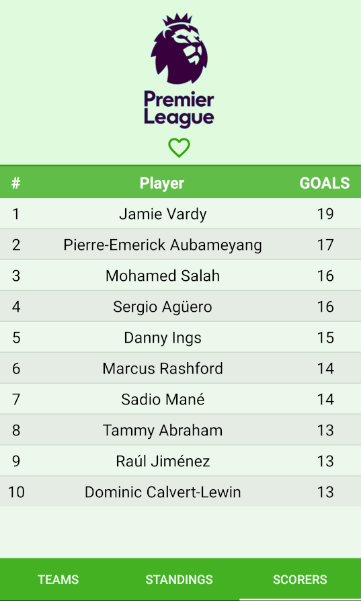 Premier
League
# Player GOALS
1 Jamie Vardy 19
2 Pierre-Emerick Aubameyang 17
3 Mohamed Salah 16
4 Sergio Agüero 16
5 Danny Ings 15
6 Marcus Rashford 14
7 Sadio Mané 14
8 Tammy Abraham 13
9 Raúl Jiménez 13
10 Dominic Calvert-Lewin 13
TEAMS STANDINGS SCORERS